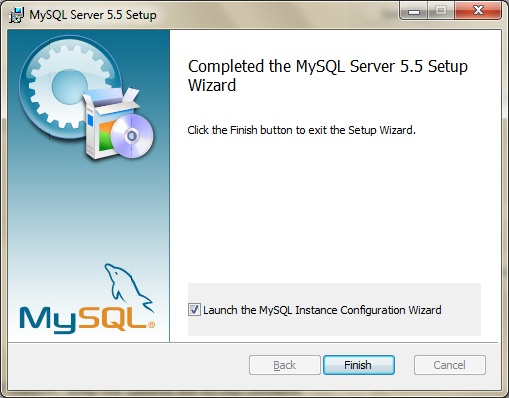 MySQL Server 5.5 Setup
Completed the MySQL Server 5.5 Setup
Wizard
Click the Finish button to exit the Setup Wizard.
MySQL®
Launch the MySQL Instance Configuration Wizard
Back
Finish
Cancel